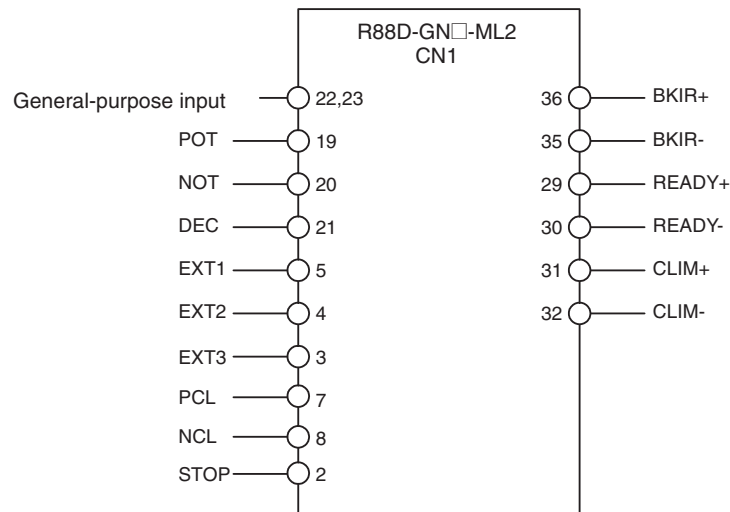 R88D-GN□-ML2
CN1
General-purpose input 22,23 36 BKIR+
POT 19 35 BKIR-
NOT 20 29 READY+
DEC 21 30 READY-
EXT1 5 31 CLIM+
EXT2 4 32 CLIM-
EXT3 3
PCL 7
NCL 8
STOP 2